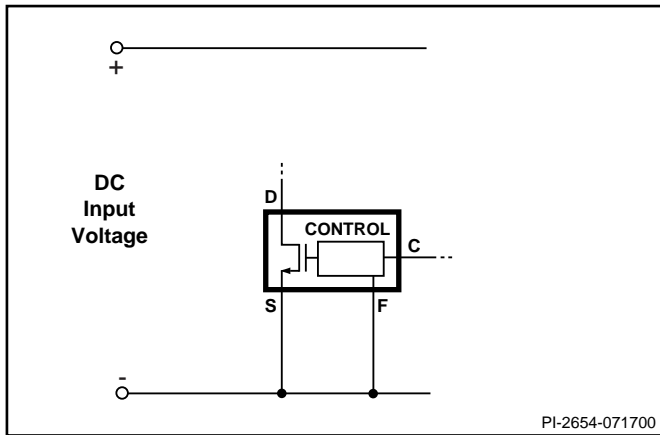 +
DC
Input
Voltage
D
CONTROL
C
S
F
-
PI-2654-071700